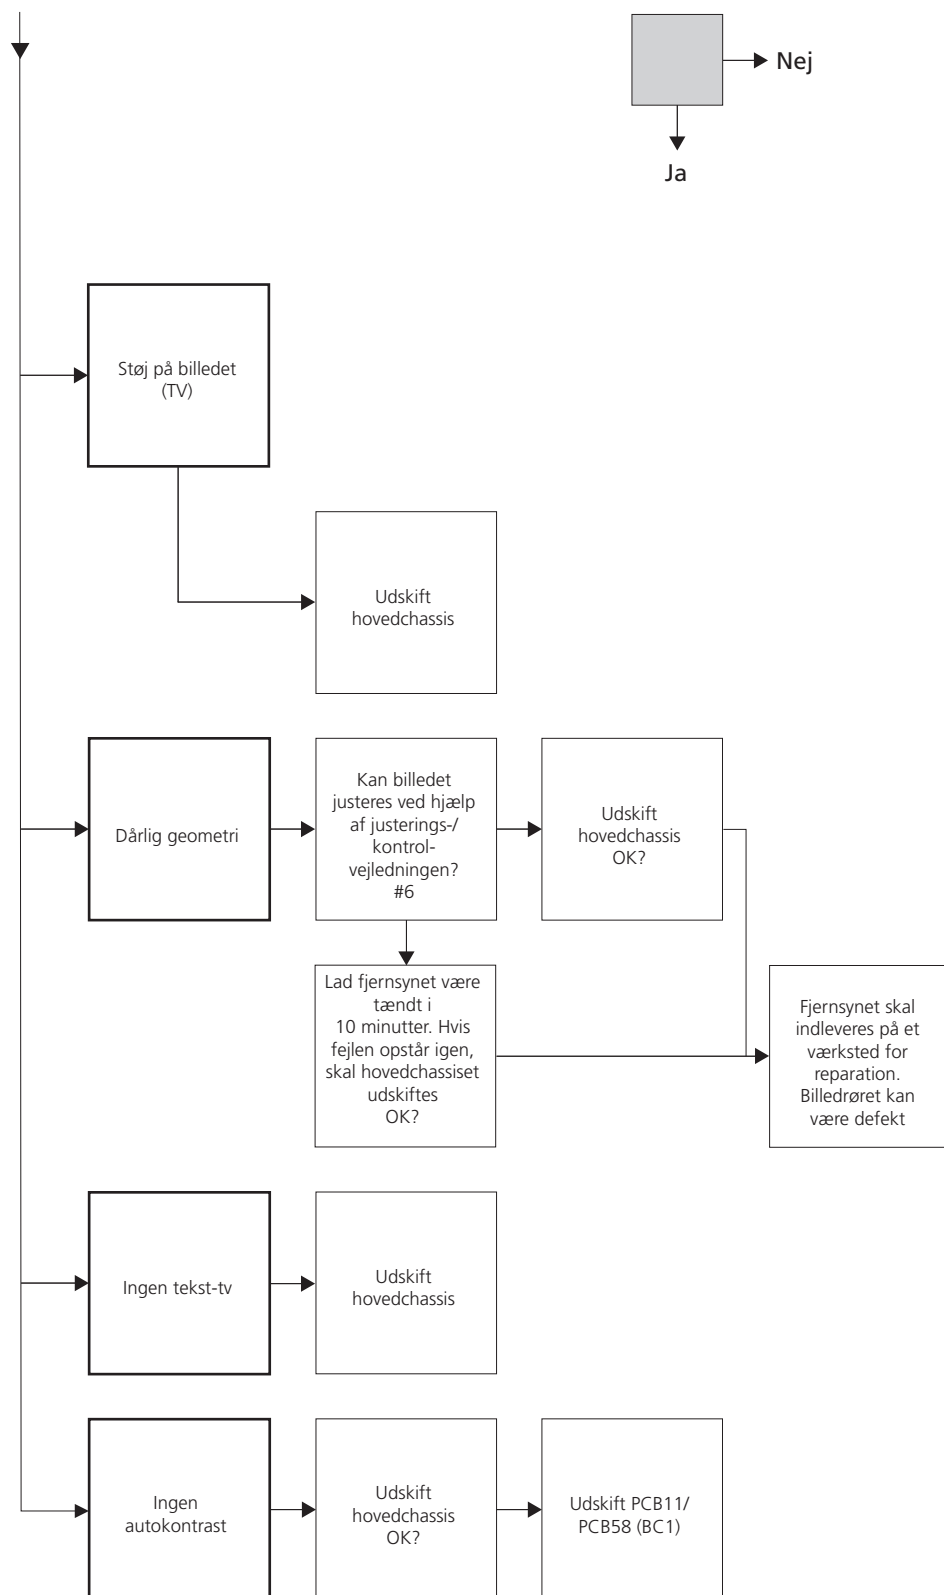 Nej
Ja
Støj på billedet
(TV)
Udskift
hovedchassis
Dårlig geometri
Kan billedet
justeres ved hjælp
af justerings-/
kontrol-
vejledningen?
#6
Udskift
hovedchassis
OK?
Lad fjernsynet være
tændt i
10 minutter. Hvis
fejlen opstår igen,
skal hovedchassiset
udskiftes
OK?
Fjernsynet skal
indleveres på et
værksted for
reparation.
Billedrøret kan
være defekt
Ingen tekst-tv
Udskift
hovedchassis
Ingen
autokontrast
Udskift
hovedchassis
OK?
Udskift PCB11/
PCB58 (BC1)